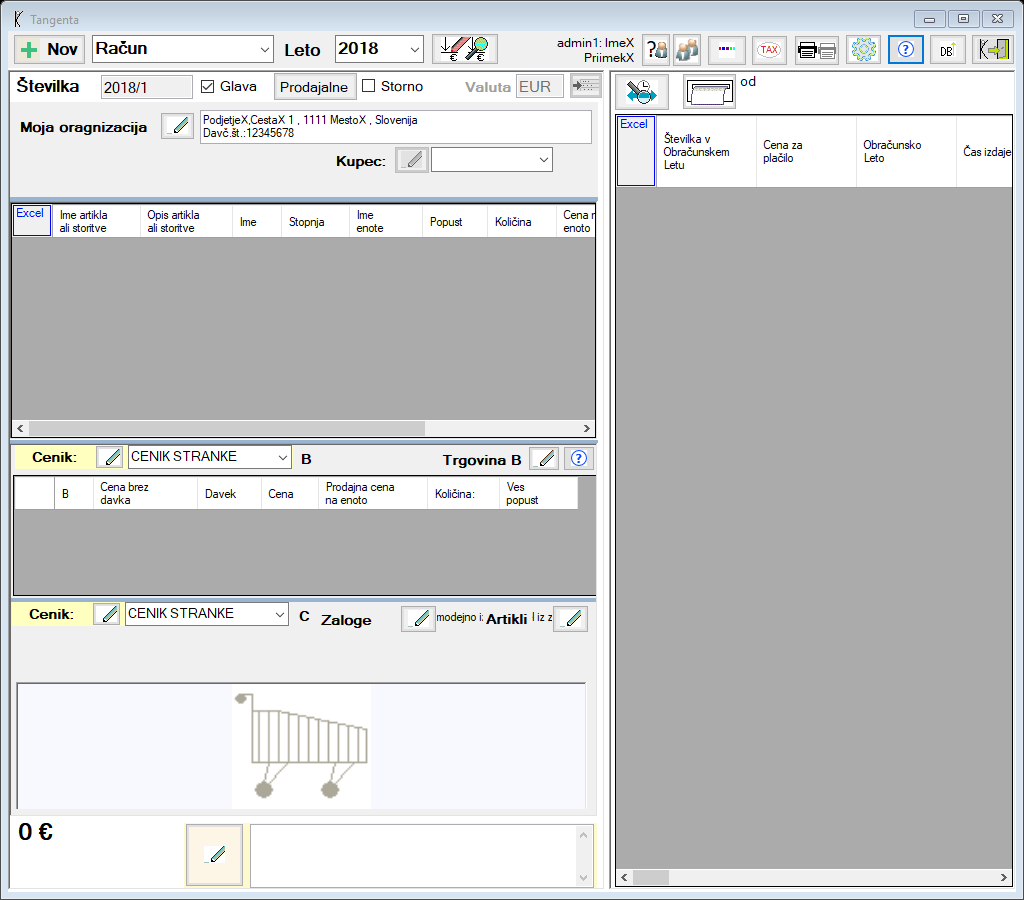 Tangenta
Nov
Račun
Leto
2018
admin1: ImeX
PriimekX
TAX
DB
Številka
2018/1
Glava
Prodajalne
Storno
Valuta
EUR
od
Moja oragnizacija
PodjetjeX,CestaX 1 , 1111 MestoX , Slovenija
Davč.št.:12345678
Kupec:
Excel
Številka v
Obračunskem
Letu
Cena za
plačilo
Obračunsko
Leto
Čas izdaje
Excel
Ime artikla
ali storitve
Opis artikla
ali storitve
Ime
Stopnja
Ime
enote
Popust
Količina
Cena
enoto
Cenik:
CENIK STRANKE
B
Trgovina B
B
Cena brez
davka
Davek
Cena
Prodajna cena
na enoto
Količina:
Ves
popust
Cenik:
CENIK STRANKE
C
Zaloge
modejno i:
Artikli
iz z
0 €